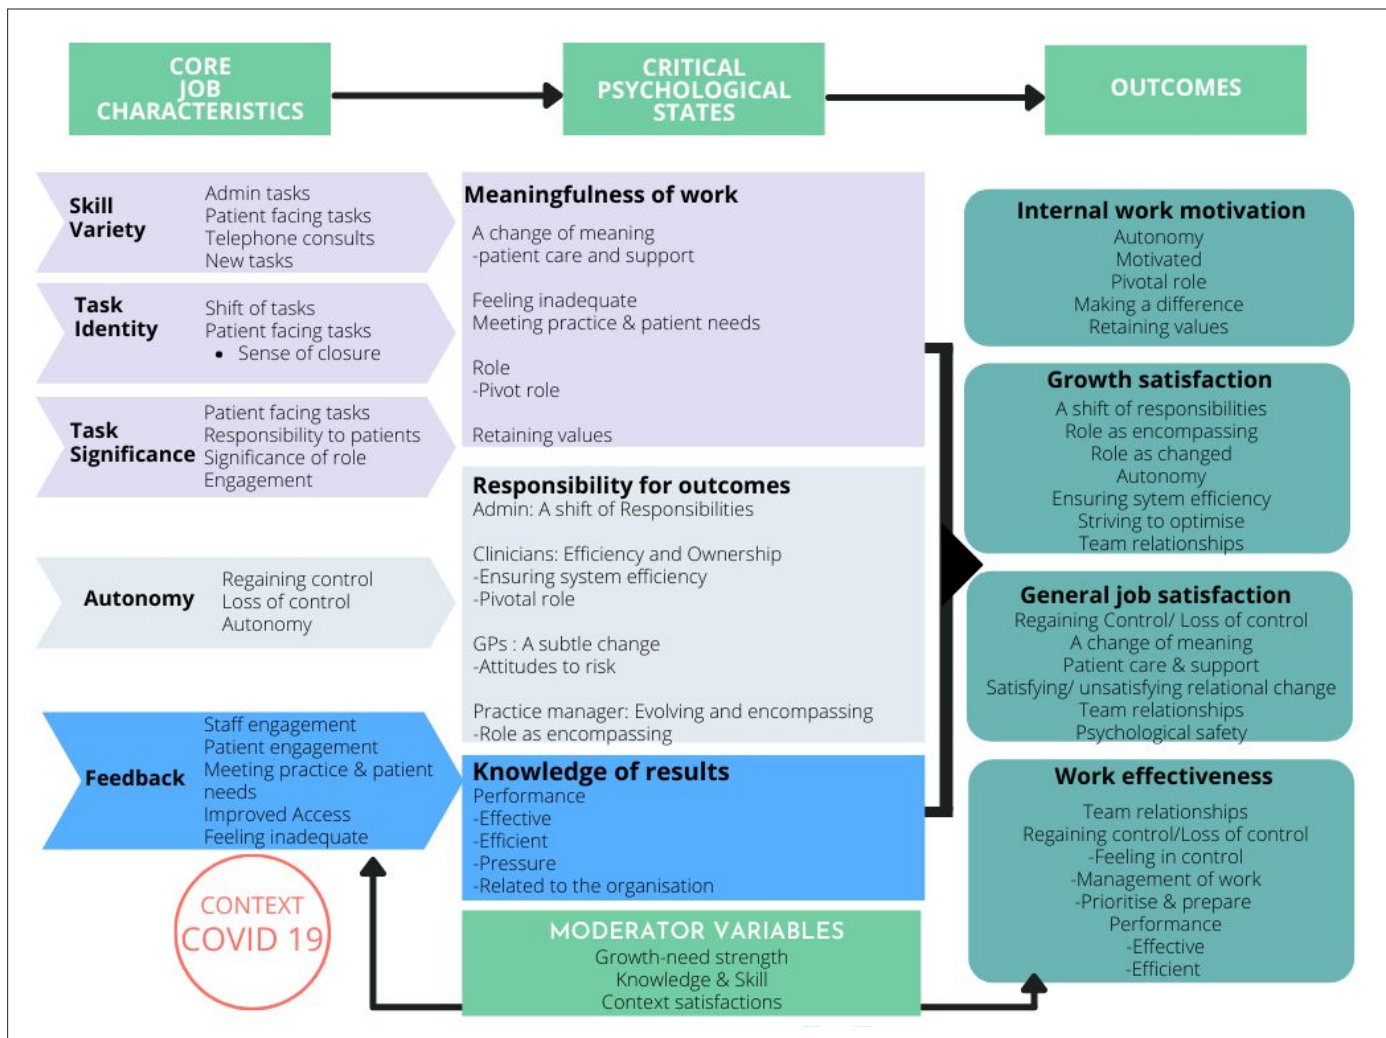 CORE
JOB
CHARACTERISTICS
CRITICAL
PSYCHOLOGICAL
STATES
OUTCOMES
Skill
Variety
Admin tasks
Patient facing tasks
Telephone consults
New tasks
Task
Identity
Shift of tasks
Patient facing tasks
• Sense of closure
Task
Significance
Patient facing tasks
Responsibility to patients
Significance of role
Engagement
Autonomy
Regaining control
Loss of control
Autonomy
Feedback
Staff engagement
Patient engagement
Meeting practice & patient
needs
Improved Access
Feeling inadequate
CONTEXT
COVID 19
Meaningfulness of work
A change of meaning
-patient care and support
Feeling inadequate
Meeting practice & patient needs
Role
-Pivot role
Retaining values
Responsibility for outcomes
Admin: A shift of Responsibilities
Clinicians: Efficiency and Ownership
-Ensuring system efficiency
-Pivotal role
GPs : A subtle change
-Attitudes to risk
Practice manager: Evolving and encompassing
-Role as encompassing
Knowledge of results
Performance
-Effective
-Efficient
-Pressure
-Related to the organisation
MODERATOR VARIABLES
Growth-need strength
Knowledge & Skill
Context satisfactions
Internal work motivation
Autonomy
Motivated
Pivotal role
Making a difference
Retaining values
Growth satisfaction
A shift of responsibilities
Role as encompassing
Role as changed
Autonomy
Ensuring sytem efficiency
Striving to optimise
Team relationships
General job satisfaction
Regaining Control/ Loss of control
A change of meaning
Patient care & support
Satisfying/ unsatisfying relational change
Team relationships
Psychological safety
Work effectiveness
Team relationships
Regaining control/Loss of control
-Feeling in control
-Management of work
-Prioritise & prepare
Performance
-Effective
-Efficient